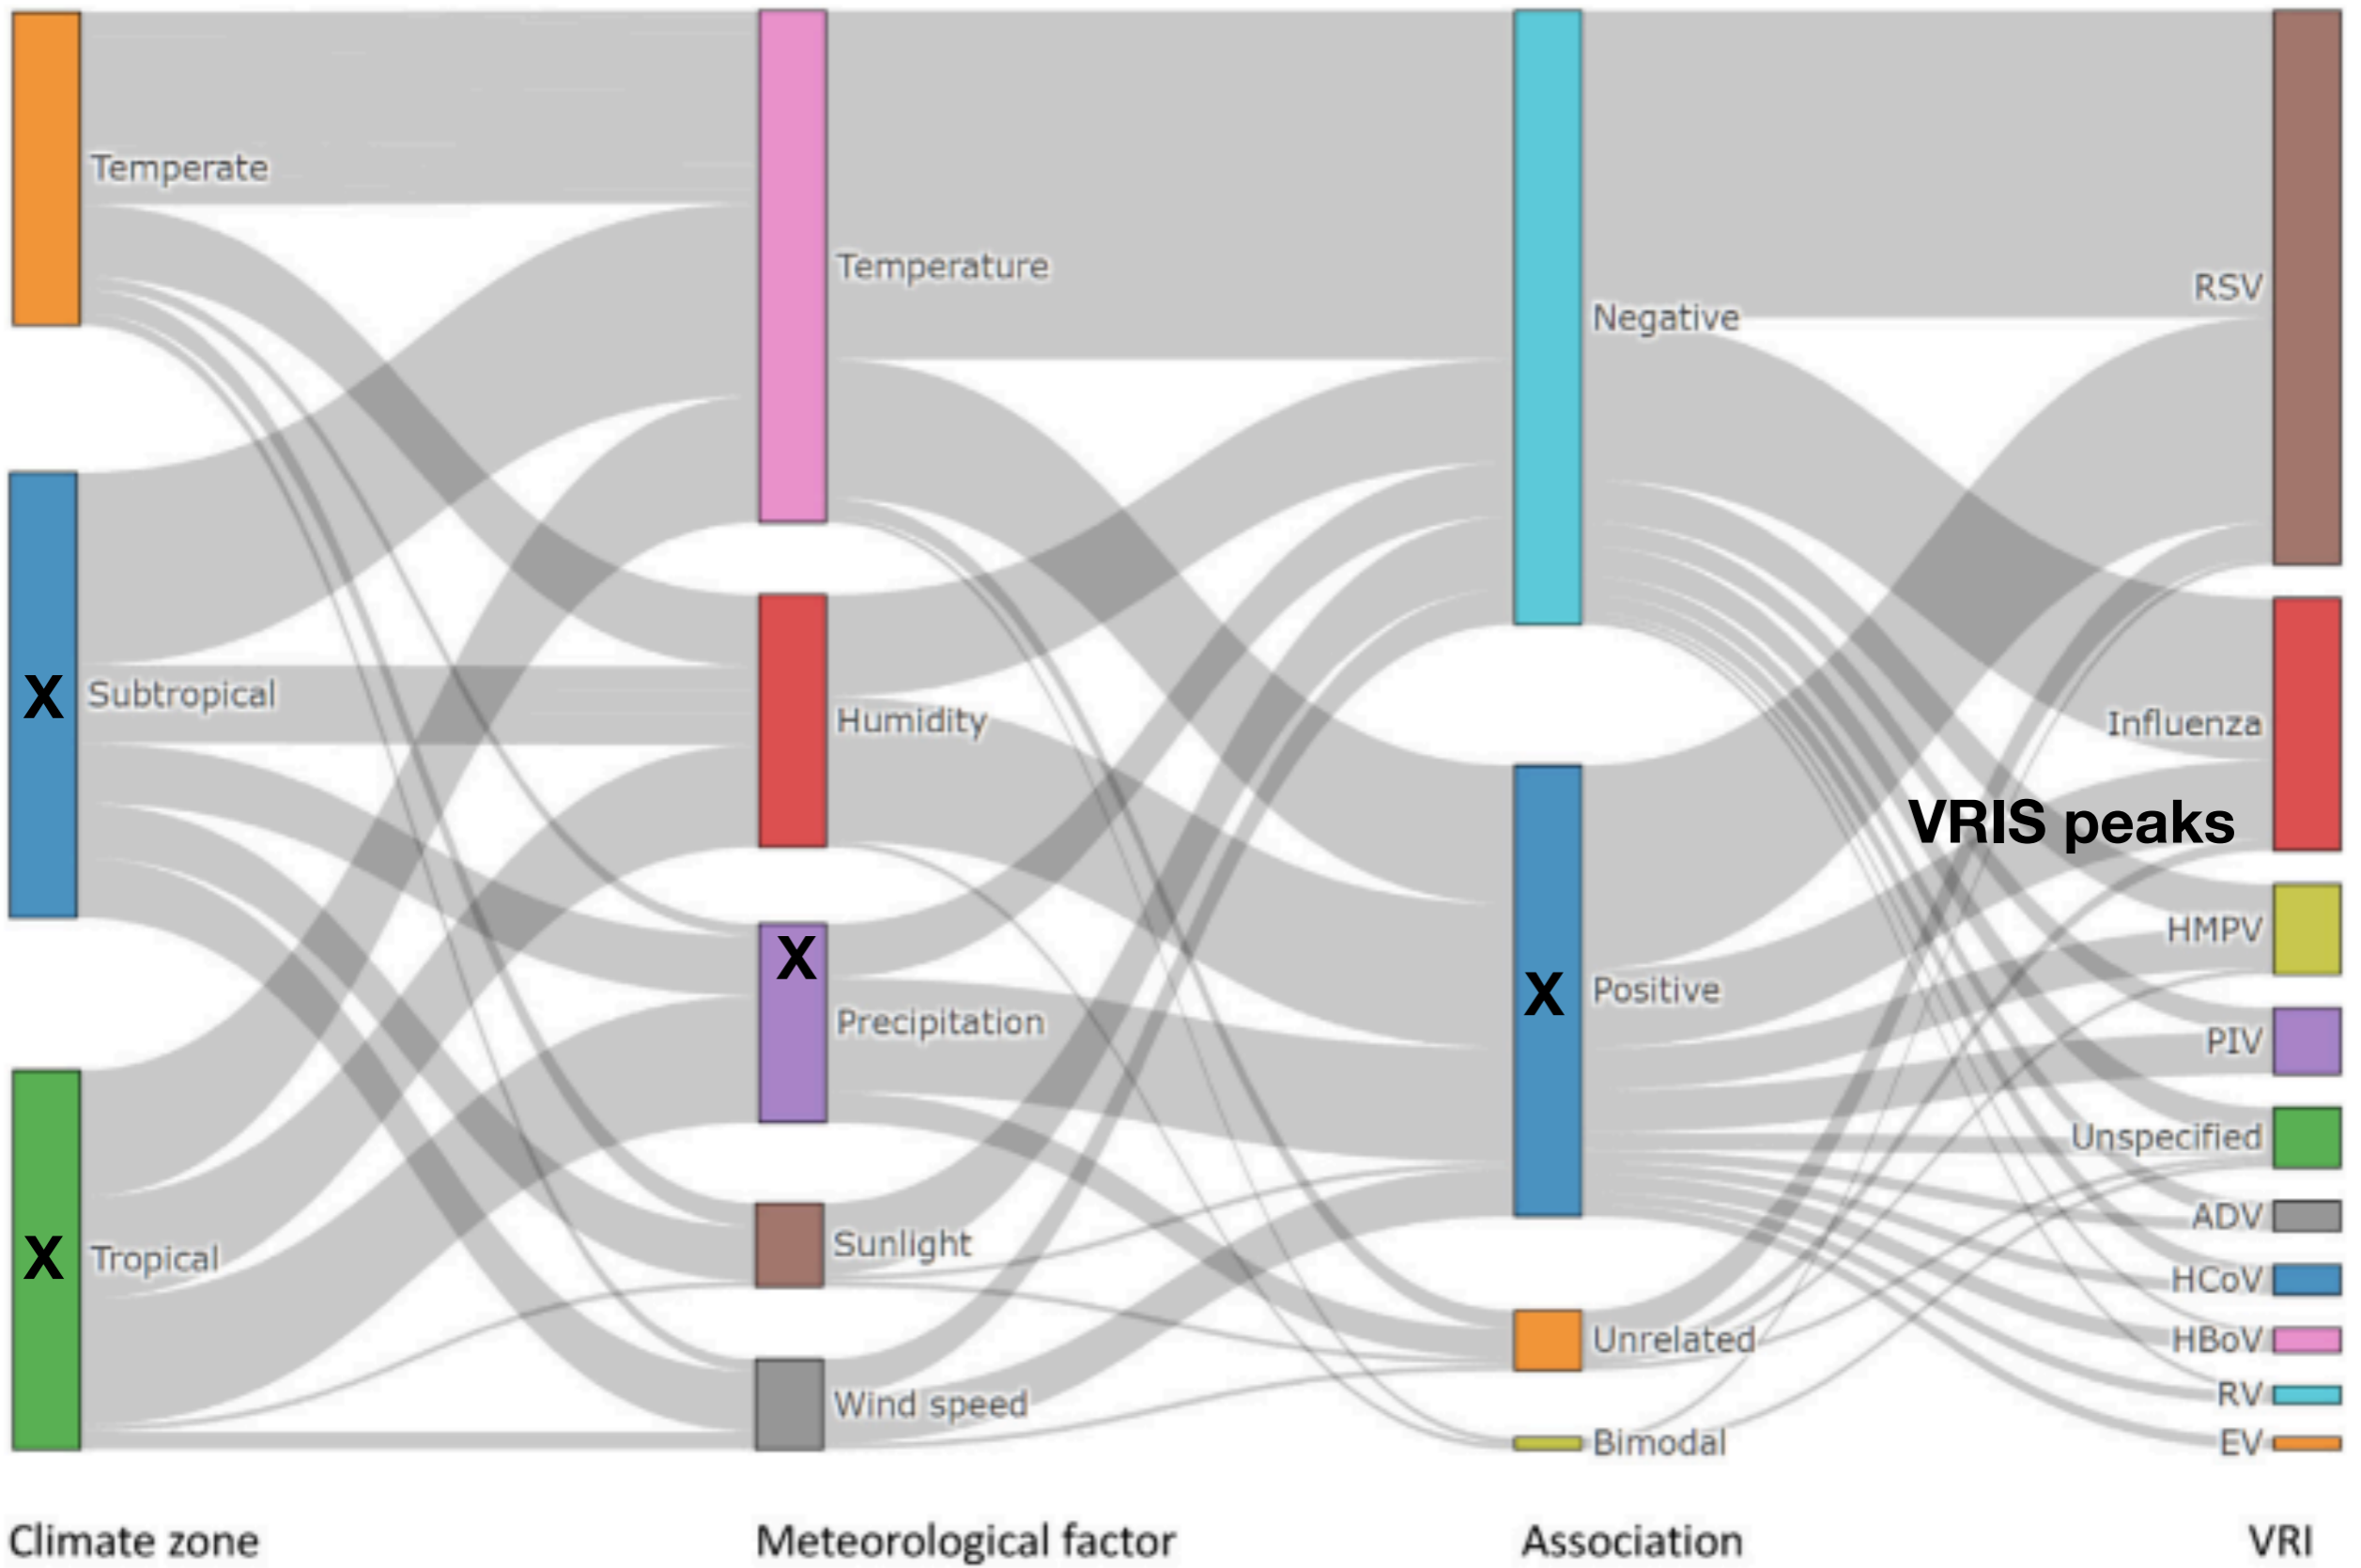 Temperate
Subtropical
Tropical
X
X
Temperature
Humidity
Precipitation
Sunlight
Wind speed
X
Negative
Positive
Unrelated
Bimodal
X
VRIS peaks
RSV
Influenza
HMPV
PIV
Unspecified
ADV
HCoV
HBoV
RV
EV
Climate zone
Meteorological factor
Association
VRI